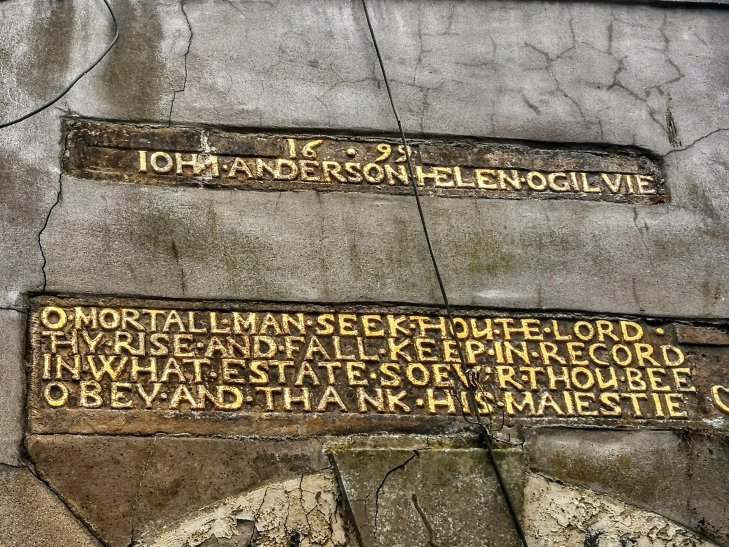 16·99
IOHN·ANDERSON·HELEN·OGILVIE
O·MORTALL·MAN·SEEK·THOU·THE·LORD·
THY·RISE·AND·FALL·KEEP·IN·RECORD
IN·WHAT·ESTATE·SOEVER·THOU·BEE
OBEY·AND·THANK·HIS·MAIESTIE